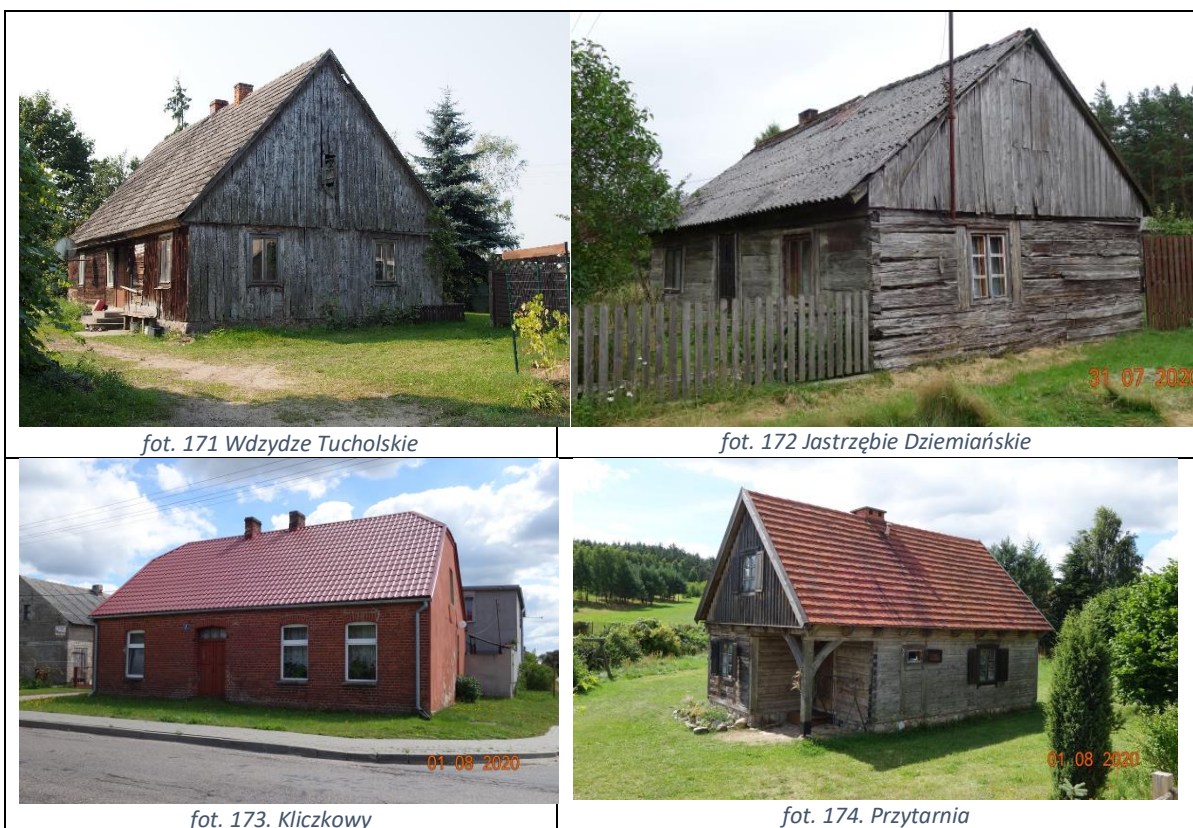 31 07 2020
fot. 171 Wdzydze Tucholskie
fot. 172 Jastrzębie Dziemiańskie
01 08 2020
01 08 2020
fot. 173. Kliczkowy
fot. 174. Przytarnia